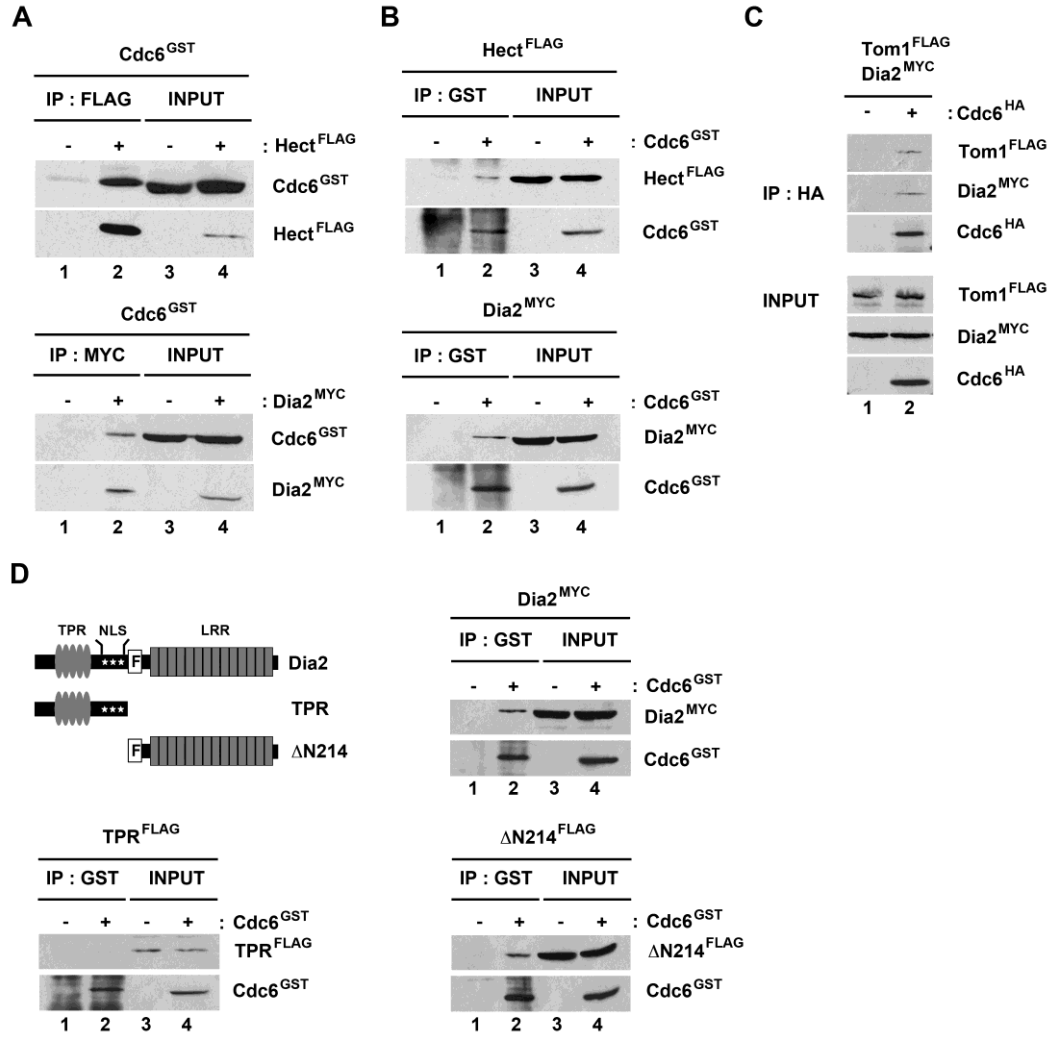 A
Cdc6GST
IP : FLAG INPUT
- + - + : HectFLAG
Cdc6GST
HectFLAG
1 2 3 4
Cdc6GST
IP : MYC INPUT
- + - + : Dia2MYC
Cdc6GST
Dia2MYC
1 2 3 4
B
HectFLAG
IP : GST INPUT
- + - + : Cdc6GST
HectFLAG
Cdc6GST
1 2 3 4
Dia2MYC
IP : GST INPUT
- + - + : Cdc6GST
Dia2MYC
Cdc6GST
1 2 3 4
C
Tom1FLAG
Dia2MYC
- + : Cdc6HA
Tom1FLAG
IP : HA Dia2MYC
Cdc6HA
INPUT Tom1FLAG
Dia2MYC
Cdc6HA
1 2
D
TPR NLS LRR
*** F Dia2
*** TPR
F ΔN214
Dia2MYC
IP : GST INPUT
- + - + : Cdc6GST
Dia2MYC
Cdc6GST
1 2 3 4
TPRFLAG
IP : GST INPUT
- + - + : Cdc6GST
TPRFLAG
Cdc6GST
1 2 3 4
ΔN214FLAG
IP : GST INPUT
- + - + : Cdc6GST
ΔN214FLAG
Cdc6GST
1 2 3 4